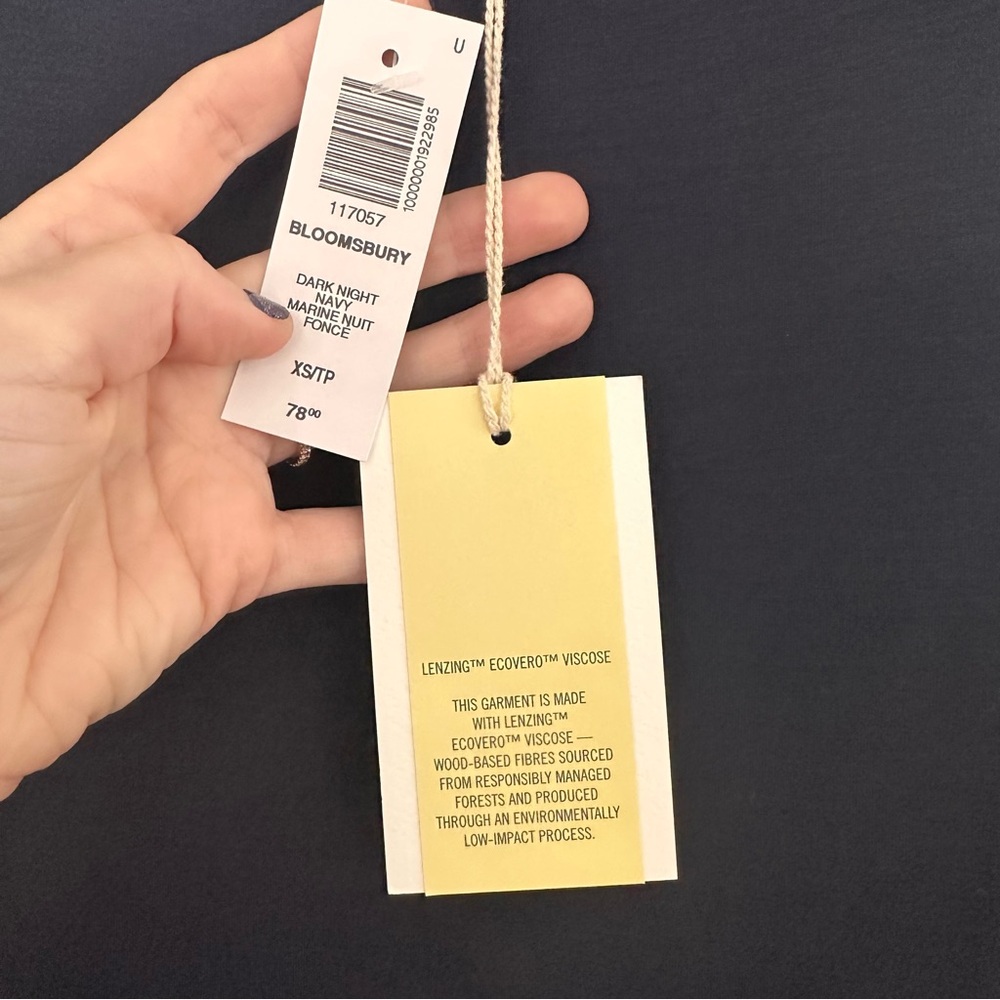 U
10000001922985
117057
BLOOMSBURY
DARK NIGHT
NAVY
MARINE NUIT
FONCE
XS/TP
78⁰⁰
LENZING™ ECOVERO™ VISCOSE
THIS GARMENT IS MADE
WITH LENZING™
ECOVERO™ VISCOSE —
WOOD-BASED FIBRES SOURCED
FROM RESPONSIBLY MANAGED
FORESTS AND PRODUCED
THROUGH AN ENVIRONMENTALLY
LOW-IMPACT PROCESS.